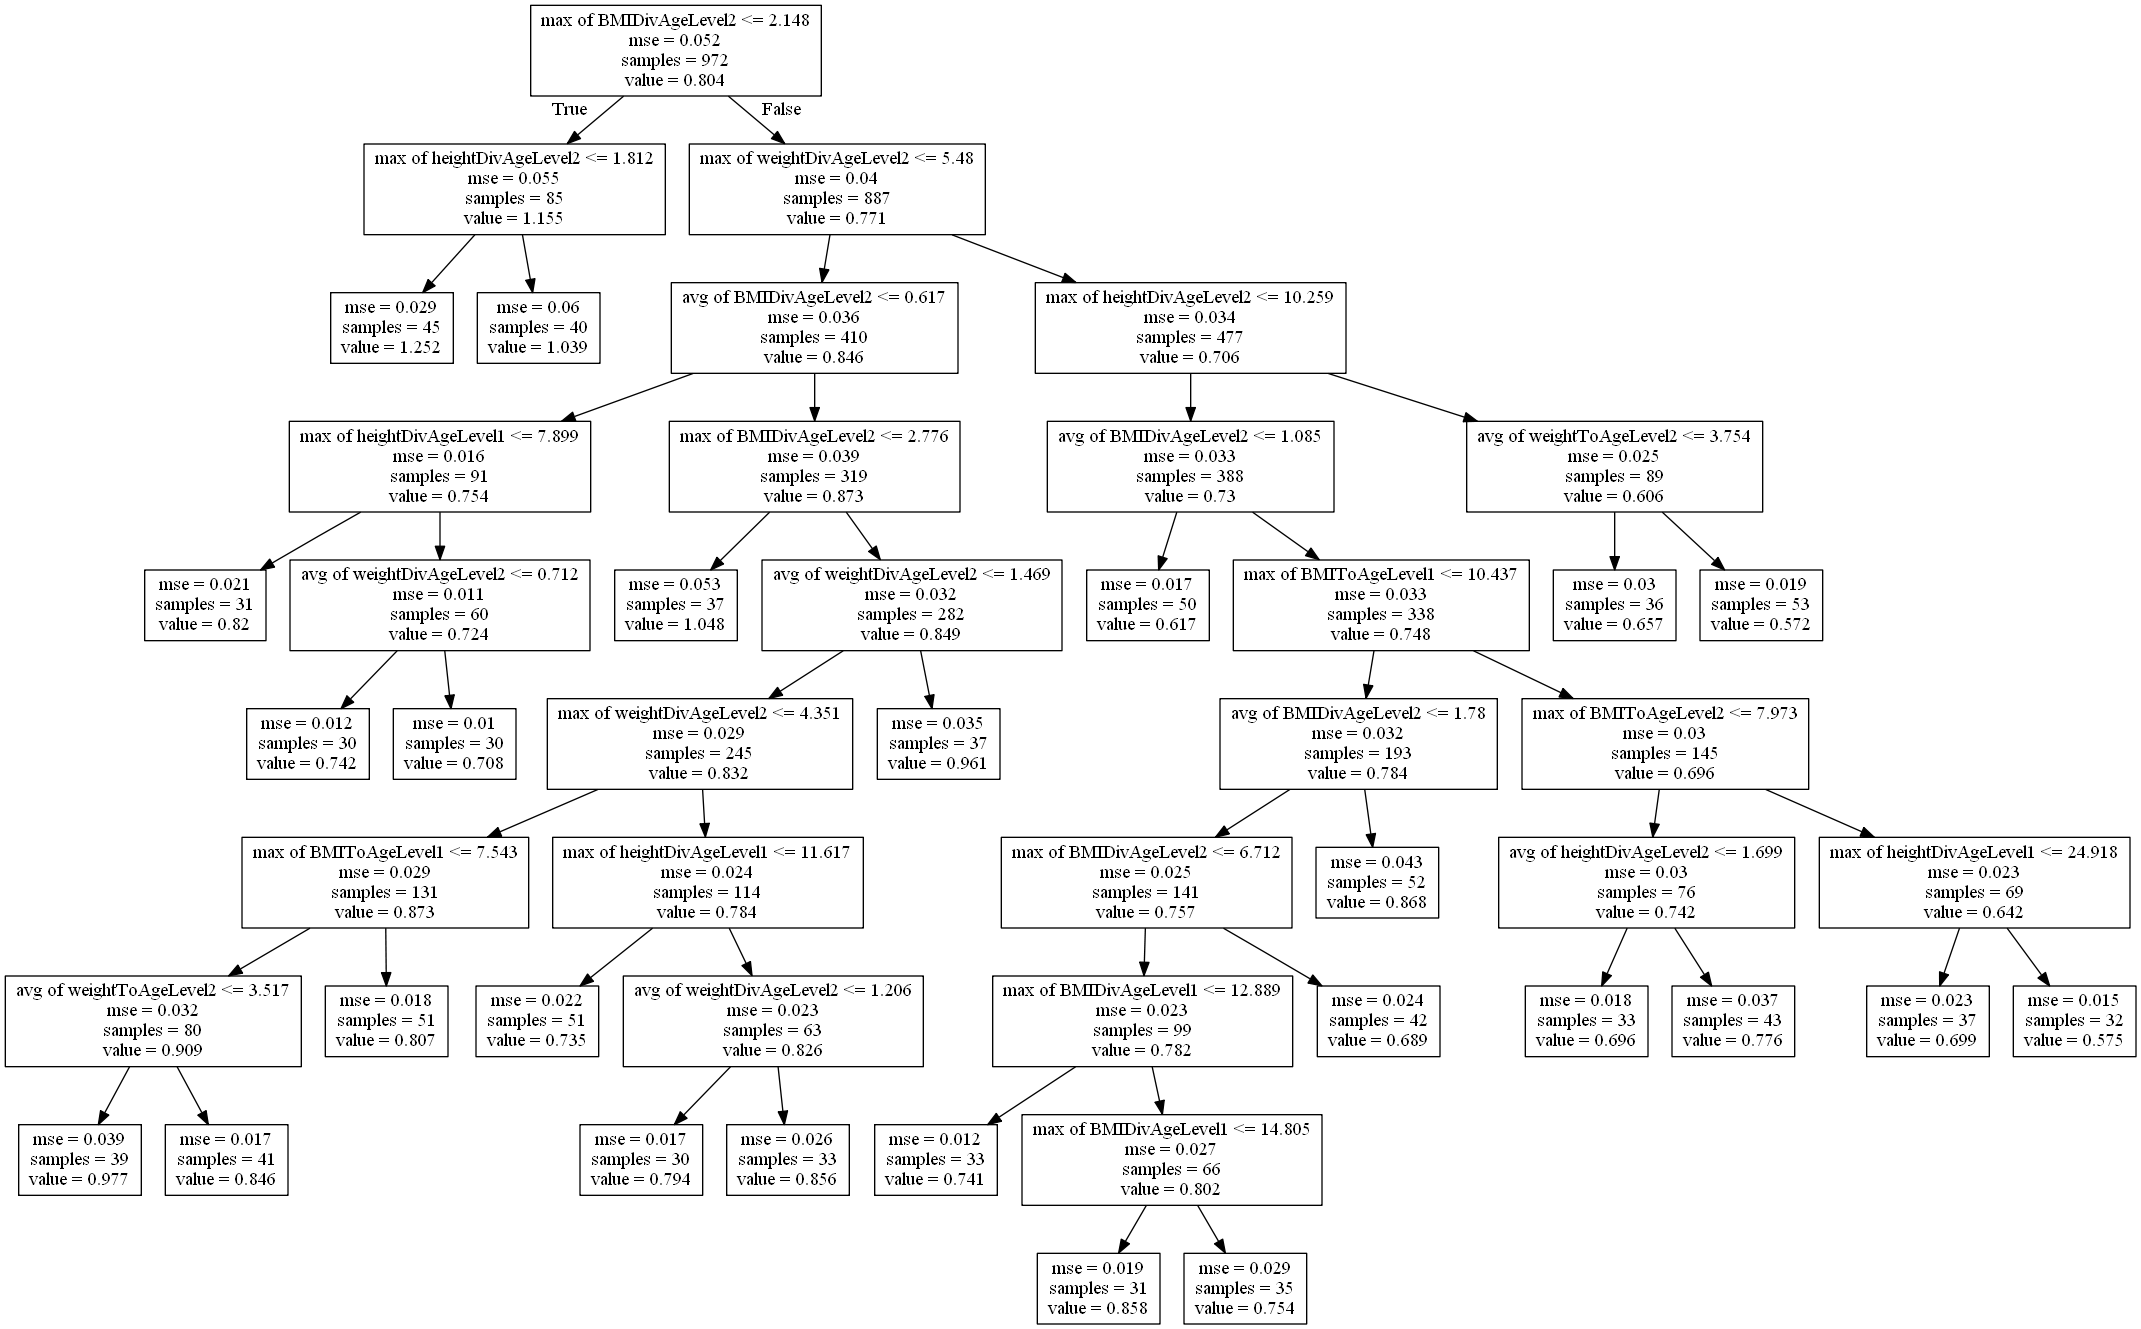 max of BMIDivAgeLevel2 <= 2.148
mse = 0.052
samples = 972
value = 0.804
True
False
max of heightDivAgeLevel2 <= 1.812
mse = 0.055
samples = 85
value = 1.155
max of weightDivAgeLevel2 <= 5.48
mse = 0.04
samples = 887
value = 0.771
mse = 0.029
samples = 45
value = 1.252
mse = 0.06
samples = 40
value = 1.039
avg of BMIDivAgeLevel2 <= 0.617
mse = 0.036
samples = 410
value = 0.846
max of heightDivAgeLevel2 <= 10.259
mse = 0.034
samples = 477
value = 0.706
max of heightDivAgeLevel1 <= 7.899
mse = 0.016
samples = 91
value = 0.754
max of BMIDivAgeLevel2 <= 2.776
mse = 0.039
samples = 319
value = 0.873
avg of BMIDivAgeLevel2 <= 1.085
mse = 0.033
samples = 388
value = 0.73
avg of weightToAgeLevel2 <= 3.754
mse = 0.025
samples = 89
value = 0.606
mse = 0.021
samples = 31
value = 0.82
avg of weightDivAgeLevel2 <= 0.712
mse = 0.011
samples = 60
value = 0.724
mse = 0.053
samples = 37
value = 1.048
avg of weightDivAgeLevel2 <= 1.469
mse = 0.032
samples = 282
value = 0.849
mse = 0.017
samples = 50
value = 0.617
max of BMIToAgeLevel1 <= 10.437
mse = 0.033
samples = 338
value = 0.748
mse = 0.03
samples = 36
value = 0.657
mse = 0.019
samples = 53
value = 0.572
mse = 0.012
samples = 30
value = 0.742
mse = 0.01
samples = 30
value = 0.708
max of weightDivAgeLevel2 <= 4.351
mse = 0.029
samples = 245
value = 0.832
mse = 0.035
samples = 37
value = 0.961
avg of BMIDivAgeLevel2 <= 1.78
mse = 0.032
samples = 193
value = 0.784
max of BMIToAgeLevel2 <= 7.973
mse = 0.03
samples = 145
value = 0.696
max of BMIToAgeLevel1 <= 7.543
mse = 0.029
samples = 131
value = 0.873
max of heightDivAgeLevel1 <= 11.617
mse = 0.024
samples = 114
value = 0.784
max of BMIDivAgeLevel2 <= 6.712
mse = 0.025
samples = 141
value = 0.757
mse = 0.043
samples = 52
value = 0.868
avg of heightDivAgeLevel2 <= 1.699
mse = 0.03
samples = 76
value = 0.742
max of heightDivAgeLevel1 <= 24.918
mse = 0.023
samples = 69
value = 0.642
avg of weightToAgeLevel2 <= 3.517
mse = 0.032
samples = 80
value = 0.909
mse = 0.018
samples = 51
value = 0.807
mse = 0.022
samples = 51
value = 0.735
avg of weightDivAgeLevel2 <= 1.206
mse = 0.023
samples = 63
value = 0.826
max of BMIDivAgeLevel1 <= 12.889
mse = 0.023
samples = 99
value = 0.782
mse = 0.024
samples = 42
value = 0.689
mse = 0.018
samples = 33
value = 0.696
mse = 0.037
samples = 43
value = 0.776
mse = 0.023
samples = 37
value = 0.699
mse = 0.015
samples = 32
value = 0.575
mse = 0.039
samples = 39
value = 0.977
mse = 0.017
samples = 41
value = 0.846
mse = 0.017
samples = 30
value = 0.794
mse = 0.026
samples = 33
value = 0.856
mse = 0.012
samples = 33
value = 0.741
max of BMIDivAgeLevel1 <= 14.805
mse = 0.027
samples = 66
value = 0.802
mse = 0.019
samples = 31
value = 0.858
mse = 0.029
samples = 35
value = 0.754